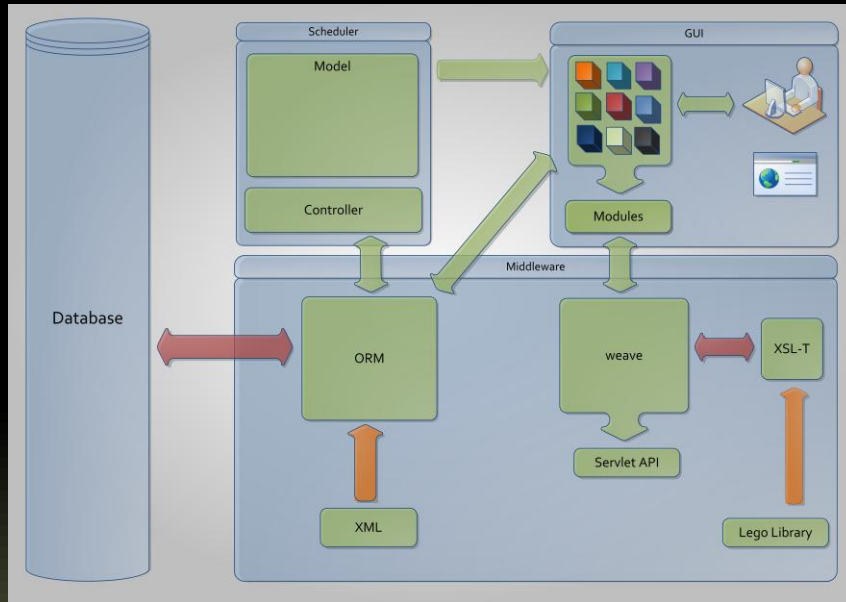 Scheduler
GUI
Model
Controller
Modules
Middleware
Database
ORM
weave
XSL-T
Servlet API
XML
Lego Library